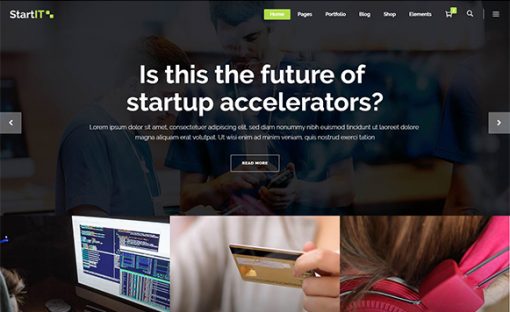 StartIT
Home Pages Portfolio Blog Shop Elements
Is this the future of
startup accelerators?
Lorem ipsum dolor sit amet, consectetuer adipiscing elit, sed diam nonummy nibh euismod tincidunt ut laoreet dolore
magna aliquam erat volutpat. Ut wisi enim ad minim veniam, quis nostrud exerci tation
READ MORE